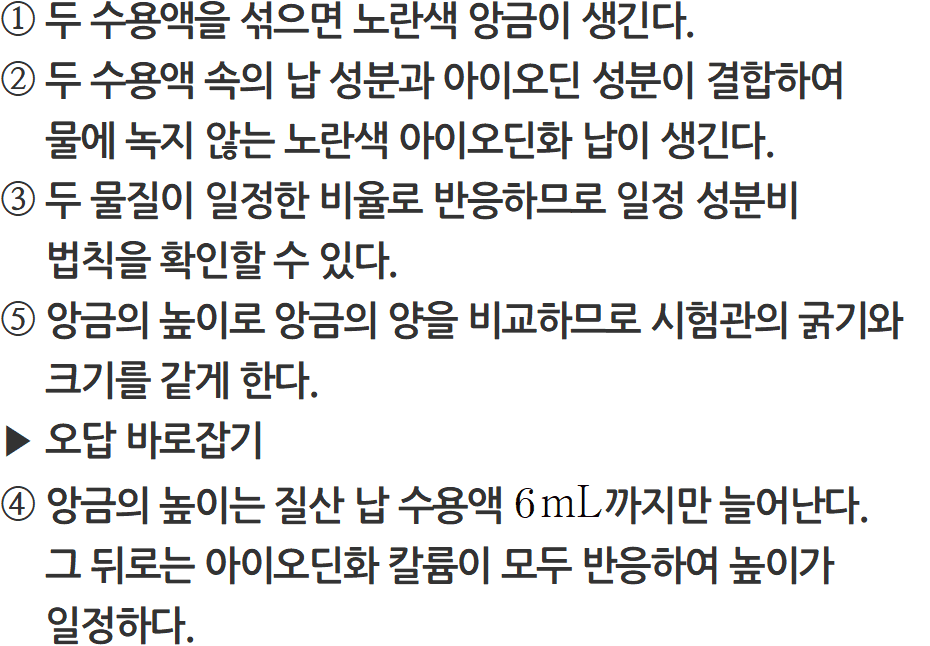 ① 두 수용액을 섞으면 노란색 앙금이 생긴다.
② 두 수용액 속의 납 성분과 아이오딘 성분이 결합하여
물에 녹지 않는 노란색 아이오딘화 납이 생긴다.
③ 두 물질이 일정한 비율로 반응하므로 일정 성분비
법칙을 확인할 수 있다.
⑤ 앙금의 높이로 앙금의 양을 비교하므로 시험관의 굵기와
크기를 같게 한다.
▶ 오답 바로잡기
④ 앙금의 높이는 질산 납 수용액 6mL까지만 늘어난다.
그 뒤로는 아이오딘화 칼륨이 모두 반응하여 높이가
일정하다.